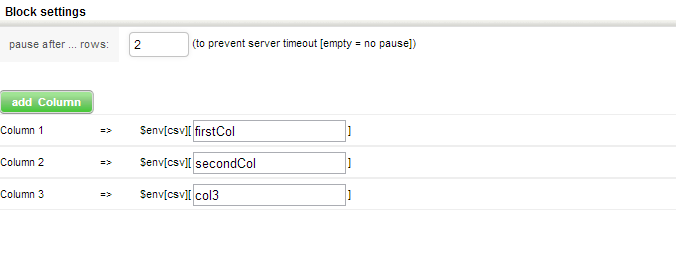 Block settings
pause after ... rows: 2 (to prevent server timeout [empty = no pause])
add Column
Column 1 => $env[csv][ firstCol ]
Column 2 => $env[csv][ secondCol ]
Column 3 => $env[csv][ col3 ]